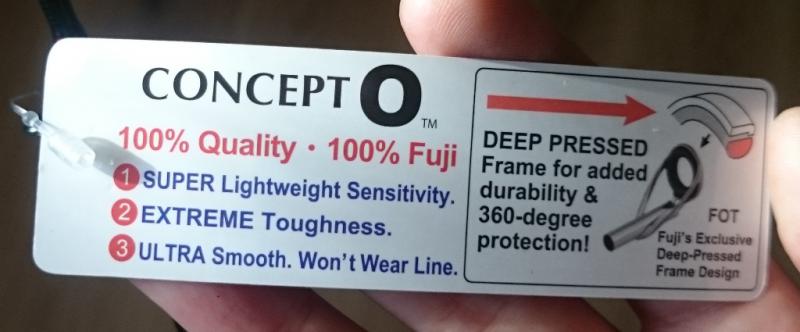 CONCEPT O TM
100% Quality · 100% Fuji
1 SUPER Lightweight Sensitivity.
2 EXTREME Toughness.
3 ULTRA Smooth. Won't Wear Line.
DEEP PRESSED
Frame for added
durability &
360-degree
protection!
FOT
Fuji's Exclusive
Deep-Pressed
Frame Design